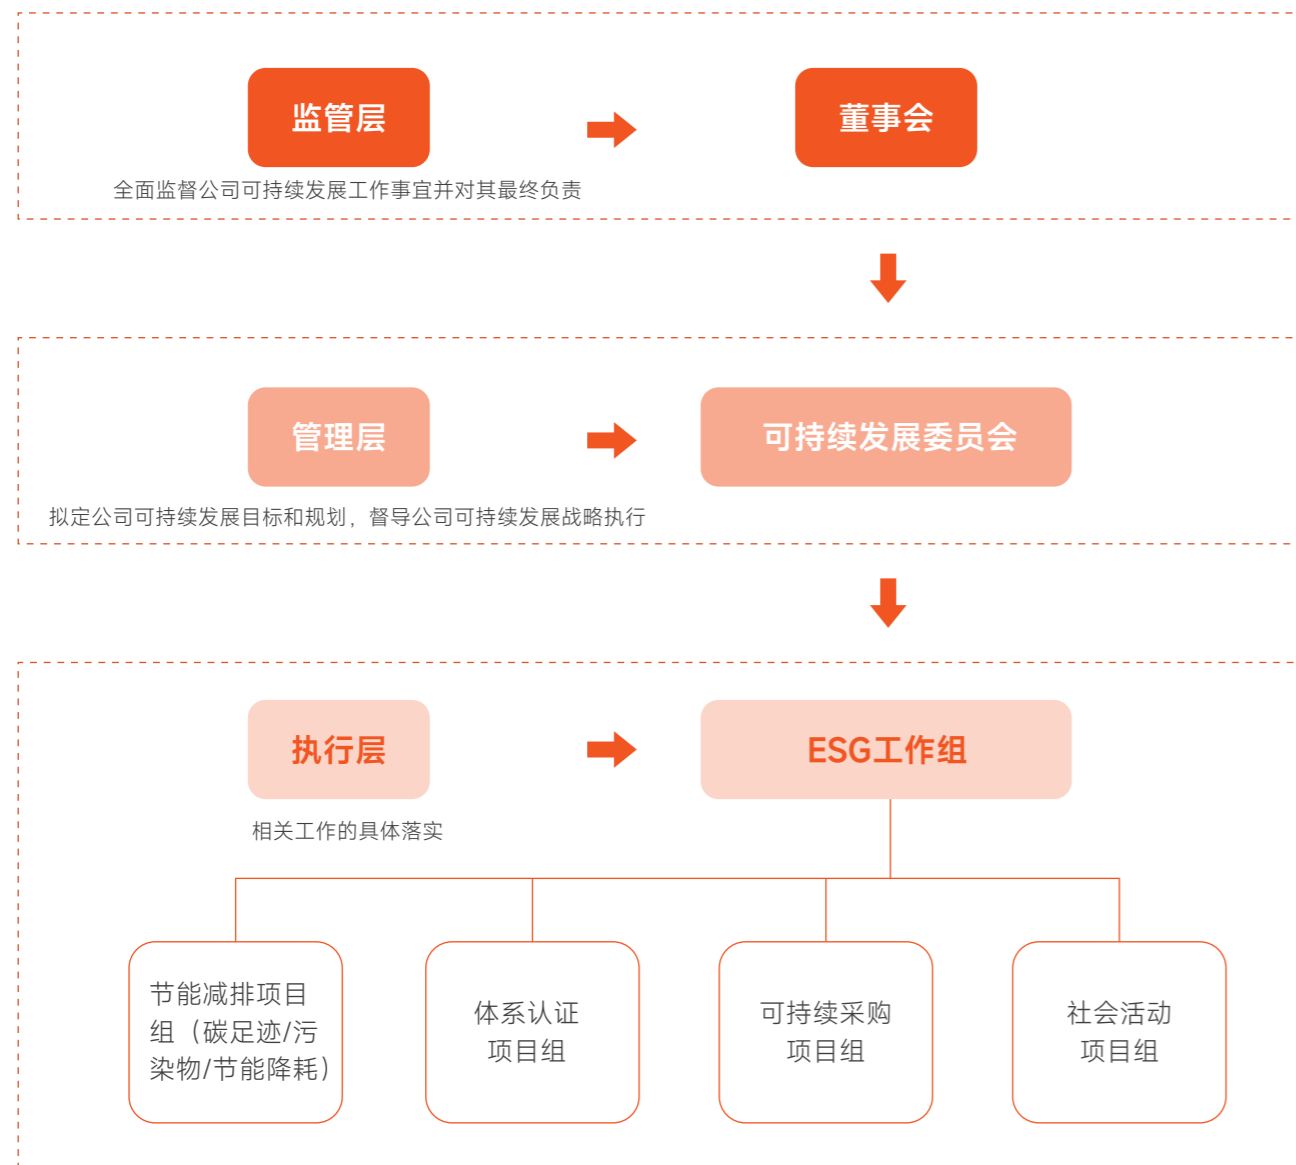 监管层
董事会
全面监督公司可持续发展工作事宜并对其最终负责
管理层
可持续发展委员会
拟定公司可持续发展目标和规划，督导公司可持续发展战略执行
执行层
ESG工作组
相关工作的具体落实
节能减排项目
组（碳足迹/污
染物/节能降耗）
体系认证
项目组
可持续采购
项目组
社会活动
项目组